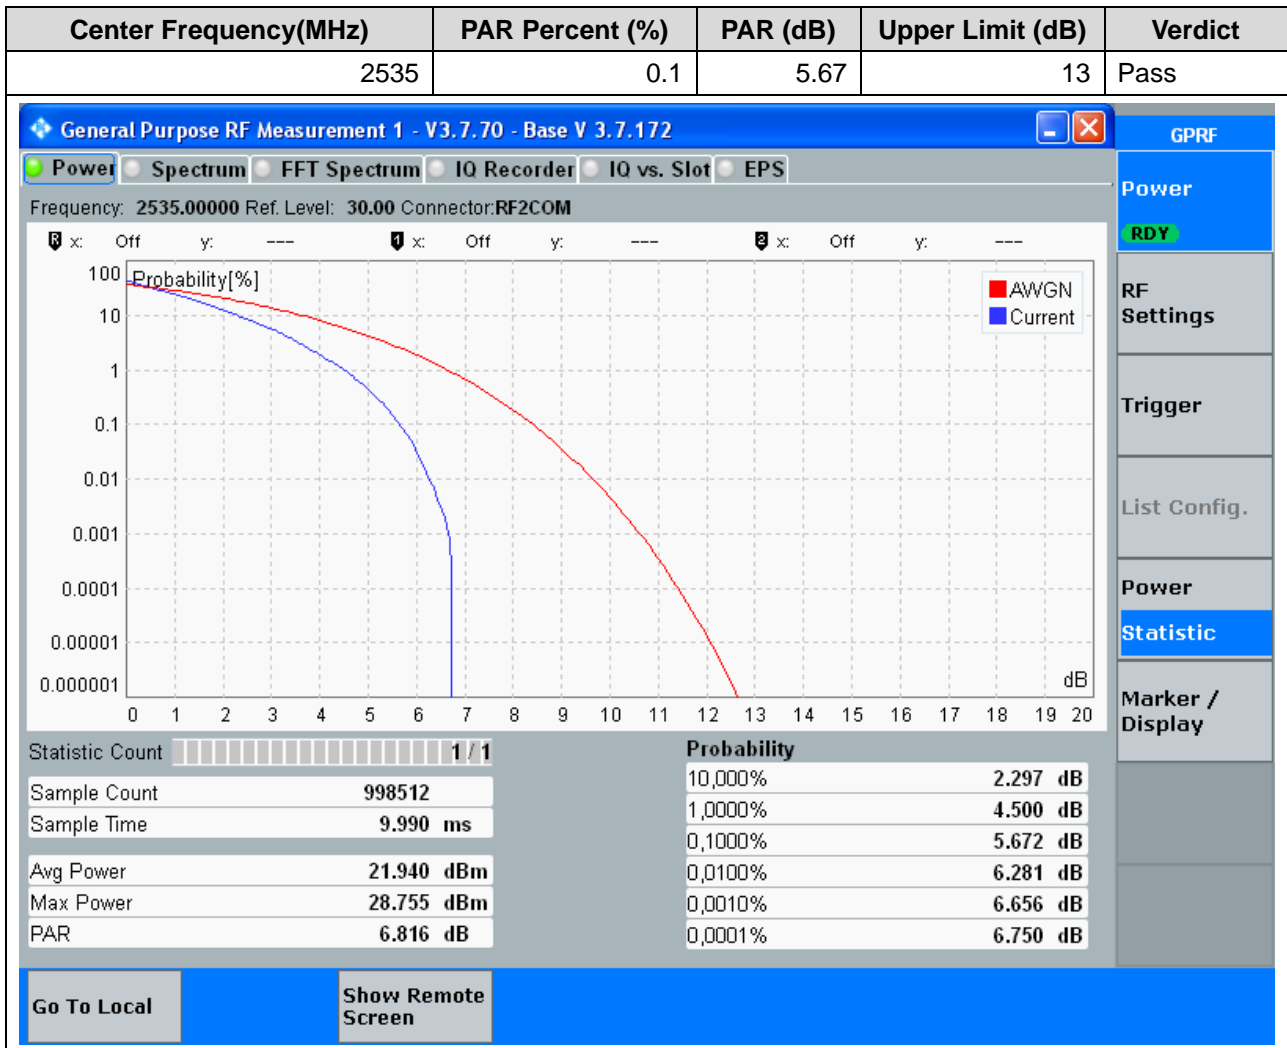 Center Frequency(MHz) PAR Percent (%) PAR (dB) Upper Limit (dB) Verdict
2535 0.1 5.67 13 Pass
General Purpose RF Measurement 1 - V3.7.70 - Base V 3.7.172
GPRF
Power Spectrum FFT Spectrum IQ Recorder IQ vs. Slot EPS
Power
RDY
Frequency: 2535.00000 Ref. Level: 30.00 Connector:RF2COM
R x: Off y: --- 1 x: Off y: --- 2 x: Off y: ---
Probability[%]
100
10
1
0.1
0.01
0.001
0.0001
0.00001
0.000001
AWGN
Current
dB
0 1 2 3 4 5 6 7 8 9 10 11 12 13 14 15 16 17 18 19 20
RF
Settings
Trigger
List Config.
Power
Statistic
Marker /
Display
Statistic Count 1 / 1
Sample Count 998512
Sample Time 9.990 ms
Avg Power 21.940 dBm
Max Power 28.755 dBm
PAR 6.816 dB
Probability
10,000% 2.297 dB
1,0000% 4.500 dB
0,1000% 5.672 dB
0,0100% 6.281 dB
0,0010% 6.656 dB
0,0001% 6.750 dB
Go To Local
Show Remote
Screen